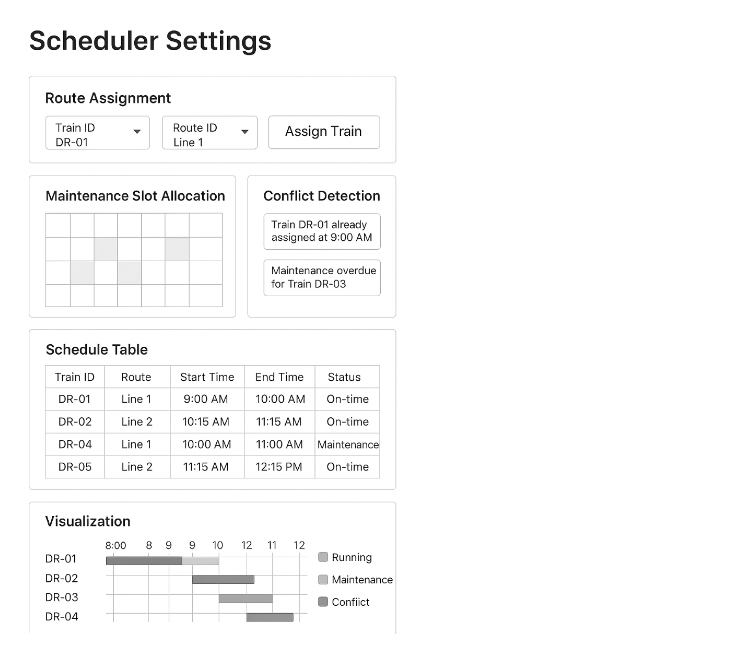 Scheduler Settings
Route Assignment
Train ID
DR-01
Route ID
Line 1
Assign Train
Maintenance Slot Allocation
Conflict Detection
Train DR-01 already
assigned at 9:00 AM
Maintenance overdue
for Train DR-03
Schedule Table
Train ID Route Start Time End Time Status
DR-01 Line 1 9:00 AM 10:00 AM On-time
DR-02 Line 2 10:15 AM 11:15 AM On-time
DR-04 Line 1 10:00 AM 11:00 AM Maintenance
DR-05 Line 2 11:15 AM 12:15 PM On-time
Visualization
8:00 8 9 9 10 12 11 12
DR-01
DR-02
DR-03
DR-04
Running
Maintenance
Confiict